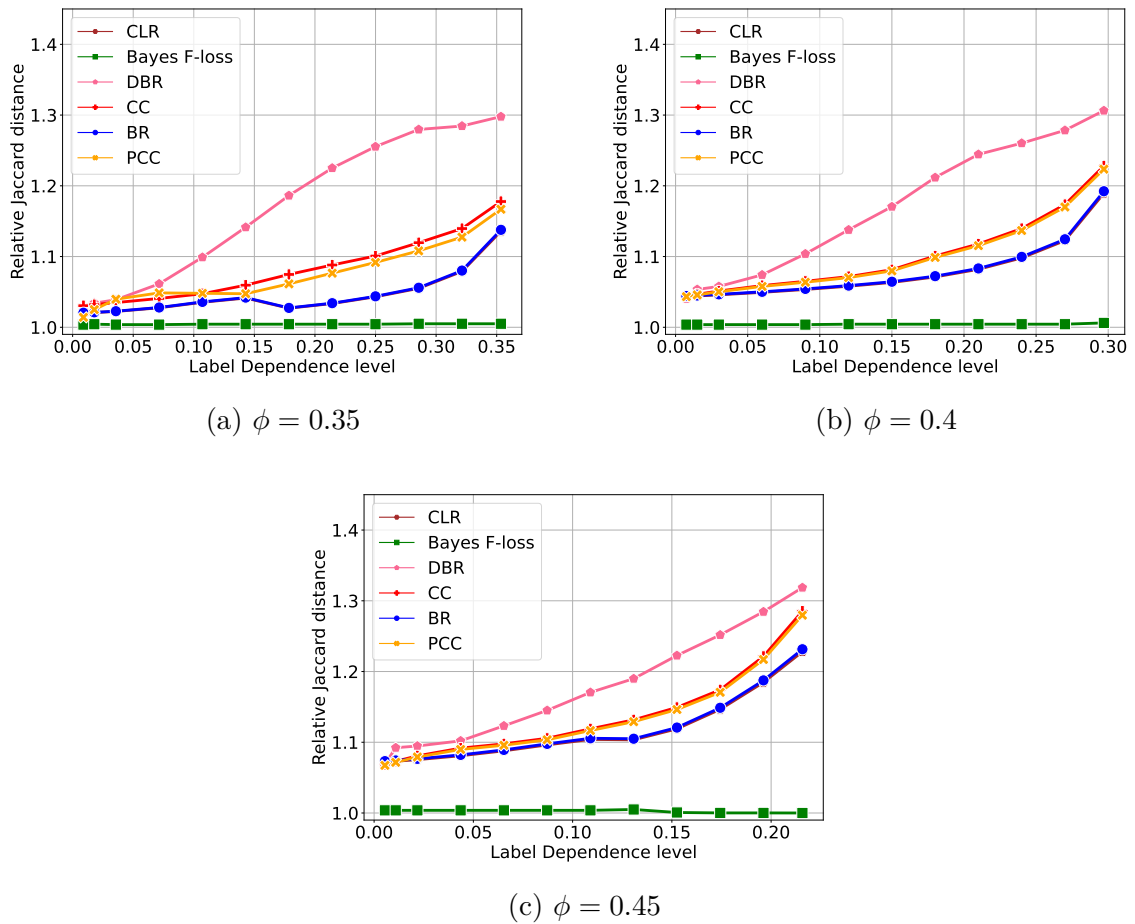 1.4
1.3
1.2
1.1
1.0
Relative Jaccard distance
CLR
Bayes F-loss
DBR
CC
BR
PCC
0.00 0.05 0.10 0.15 0.20 0.25 0.30 0.35
Label Dependence level
(a) ϕ = 0.35
1.4
1.3
1.2
1.1
1.0
Relative Jaccard distance
CLR
Bayes F-loss
DBR
CC
BR
PCC
0.00 0.05 0.10 0.15 0.20 0.25 0.30
Label Dependence level
(b) ϕ = 0.4
1.4
1.3
1.2
1.1
1.0
Relative Jaccard distance
CLR
Bayes F-loss
DBR
CC
BR
PCC
0.00 0.05 0.10 0.15 0.20
Label Dependence level
(c) ϕ = 0.45